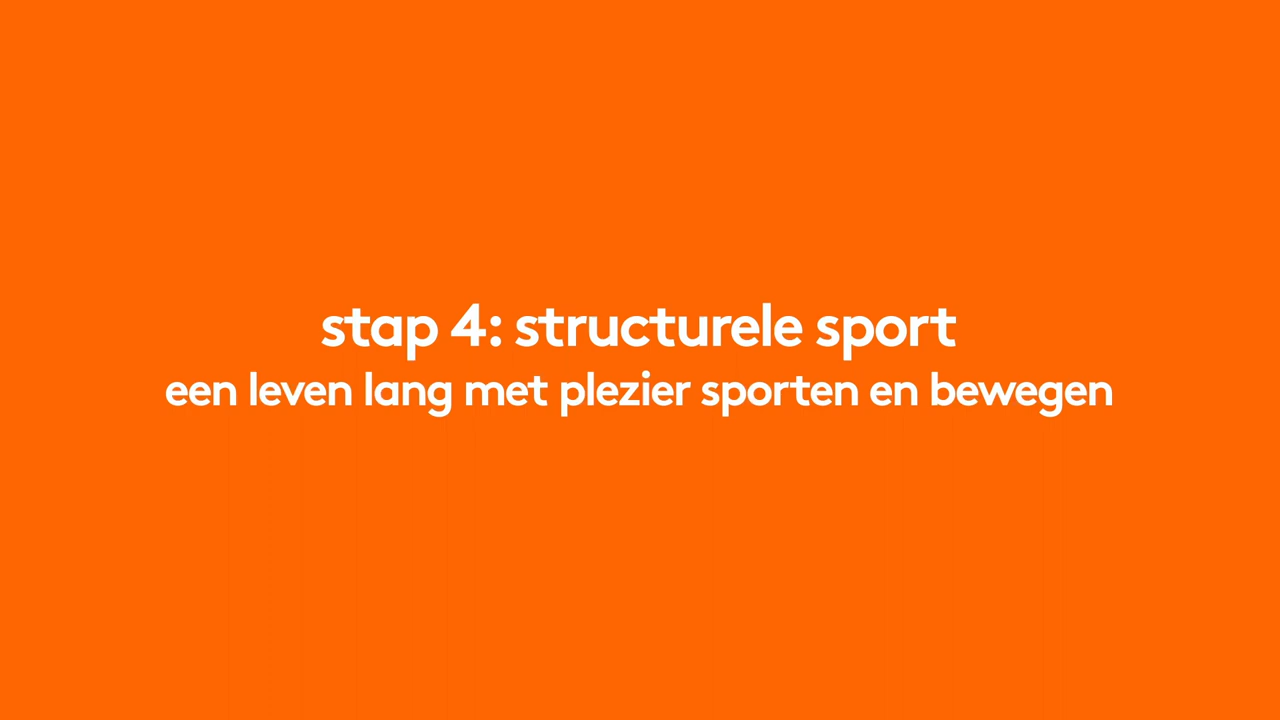 stap 4: structurele sport
een leven lang met plezier sporten en bewegen